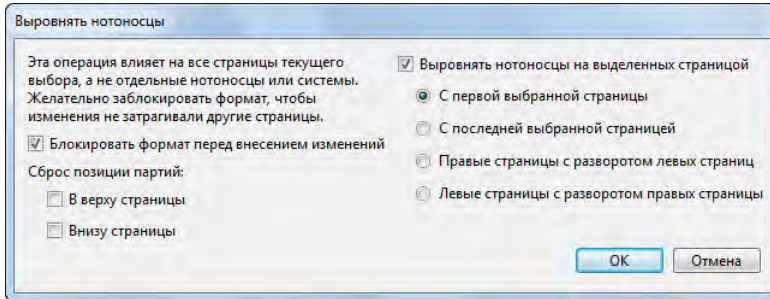 Выровнять нотоносцы
Эта операция влияет на все страницы текущего
выбора, а не отдельные нотоносцы или системы.
Желательно заблокировать формат, чтобы
изменения не затрагивали другие страницы.
Блокировать формат перед внесением изменений
Сброс позиции партий:
В верху страницы
Внизу страницы
Выровнять нотоносцы на выделенных страницой
С первой выбранной страницы
С последней выбранной страницей
Правые страницы с разворотом левых страниц
Левые страницы с разворотом правых страницы
ОК
Отмена